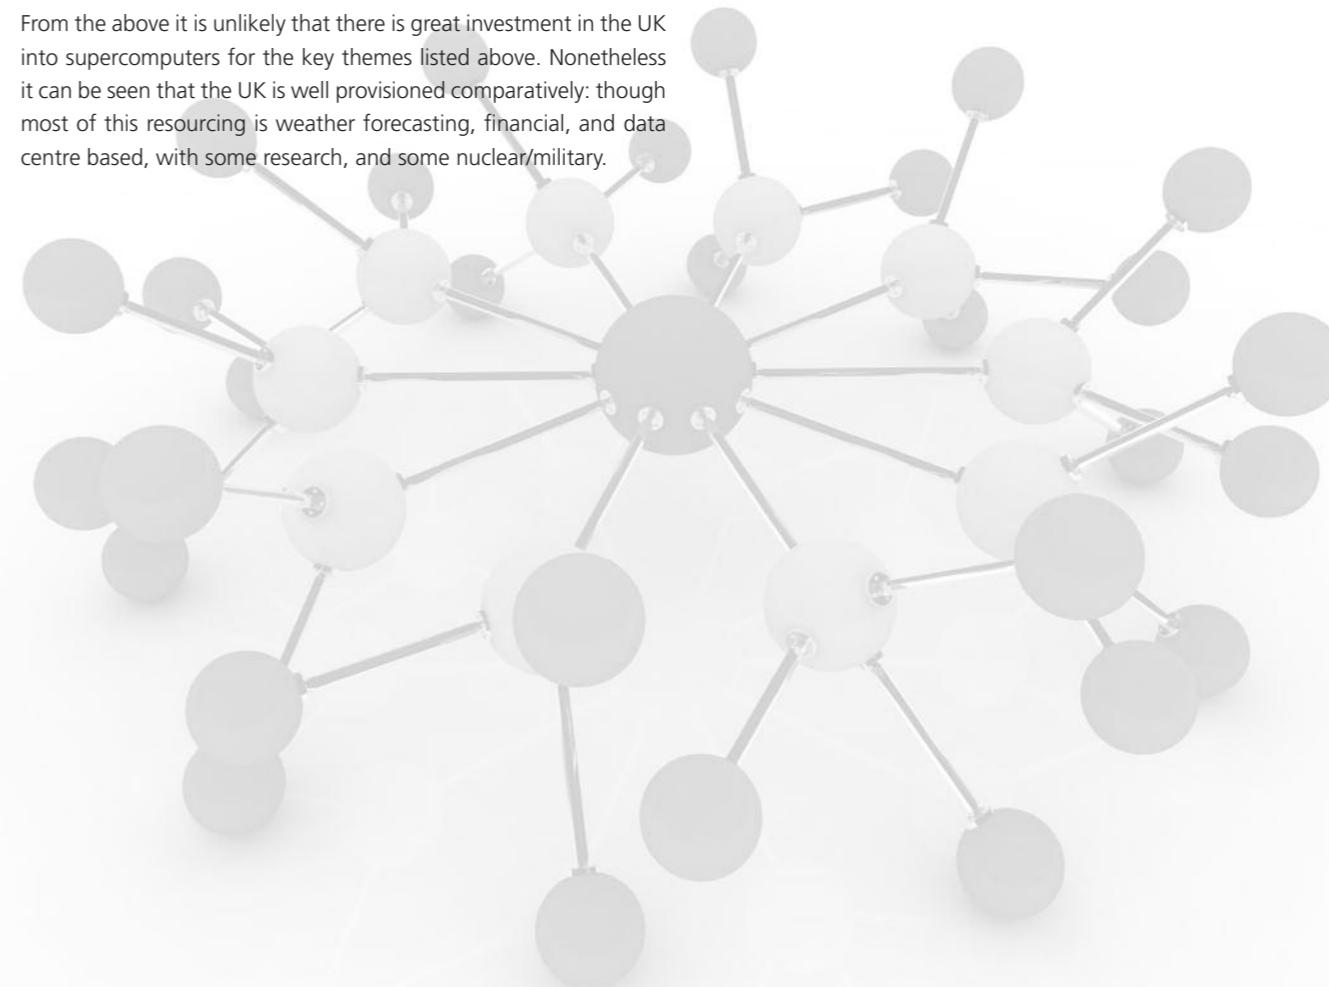 From the above it is unlikely that there is great investment in the UK
into supercomputers for the key themes listed above. Nonetheless
it can be seen that the UK is well provisioned comparatively: though
most of this resourcing is weather forecasting, financial, and data
centre based, with some research, and some nuclear/military.